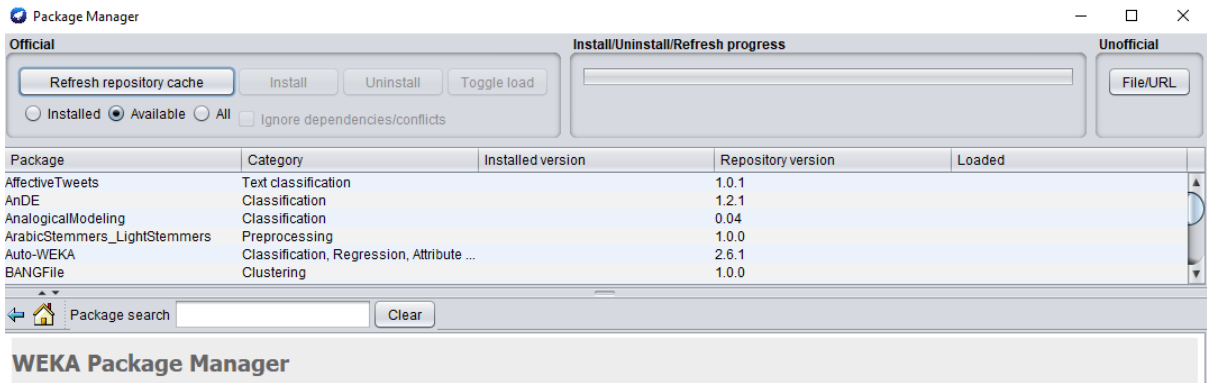 Package Manager
Official
Install/Uninstall/Refresh progress
Unofficial
Refresh repository cache Install Uninstall Toggle load
File/URL
Installed Available All Ignore dependencies/conflicts
Package Category Installed version Repository version Loaded
AffectiveTweets Text classification 1.0.1
AnDE Classification 1.2.1
AnalogicalModeling Classification 0.04
ArabicStemmers_LightStemmers Preprocessing 1.0.0
Auto-WEKA Classification, Regression, Attribute ... 2.6.1
BANGFile Clustering 1.0.0
Package search Clear
WEKA Package Manager